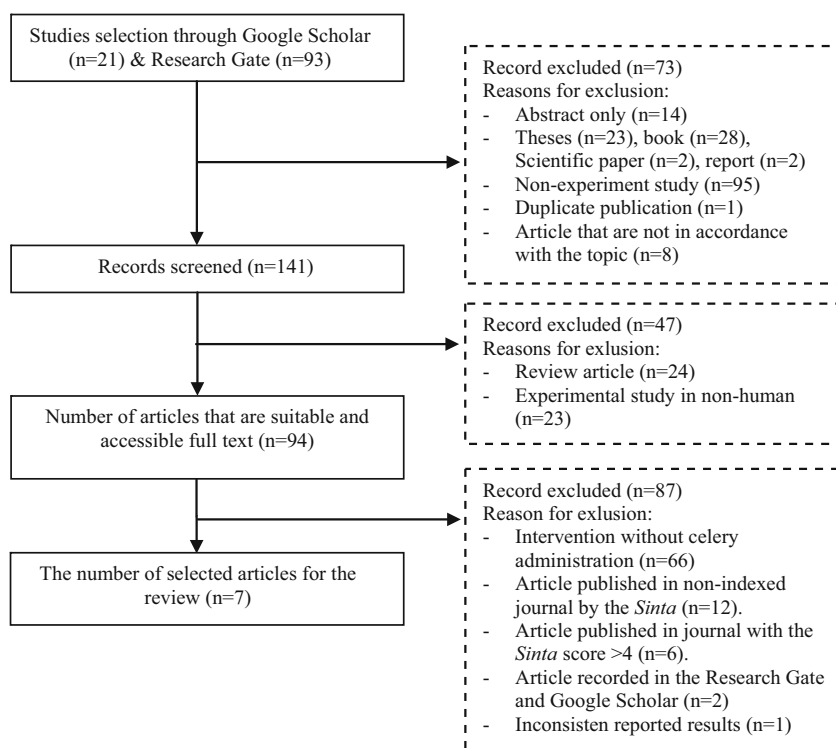 Studies selection through Google Scholar
(n=21) & Research Gate (n=93)
Record excluded (n=73)
Reasons for exclusion:
- Abstract only (n=14)
- Theses (n=23), book (n=28),
Scientific paper (n=2), report (n=2)
- Non-experiment study (n=95)
- Duplicate publication (n=1)
- Article that are not in accordance
with the topic (n=8)
Records screened (n=141)
Record excluded (n=47)
Reasons for exlusion:
- Review article (n=24)
- Experimental study in non-human
(n=23)
Number of articles that are suitable and
accessible full text (n=94)
Record excluded (n=87)
Reason for exlusion:
- Intervention without celery
administration (n=66)
- Article published in non-indexed
journal by the Sinta (n=12).
- Article published in journal with the
Sinta score >4 (n=6).
- Article recorded in the Research Gate
and Google Scholar (n=2)
- Inconsisten reported results (n=1)
The number of selected articles for the
review (n=7)